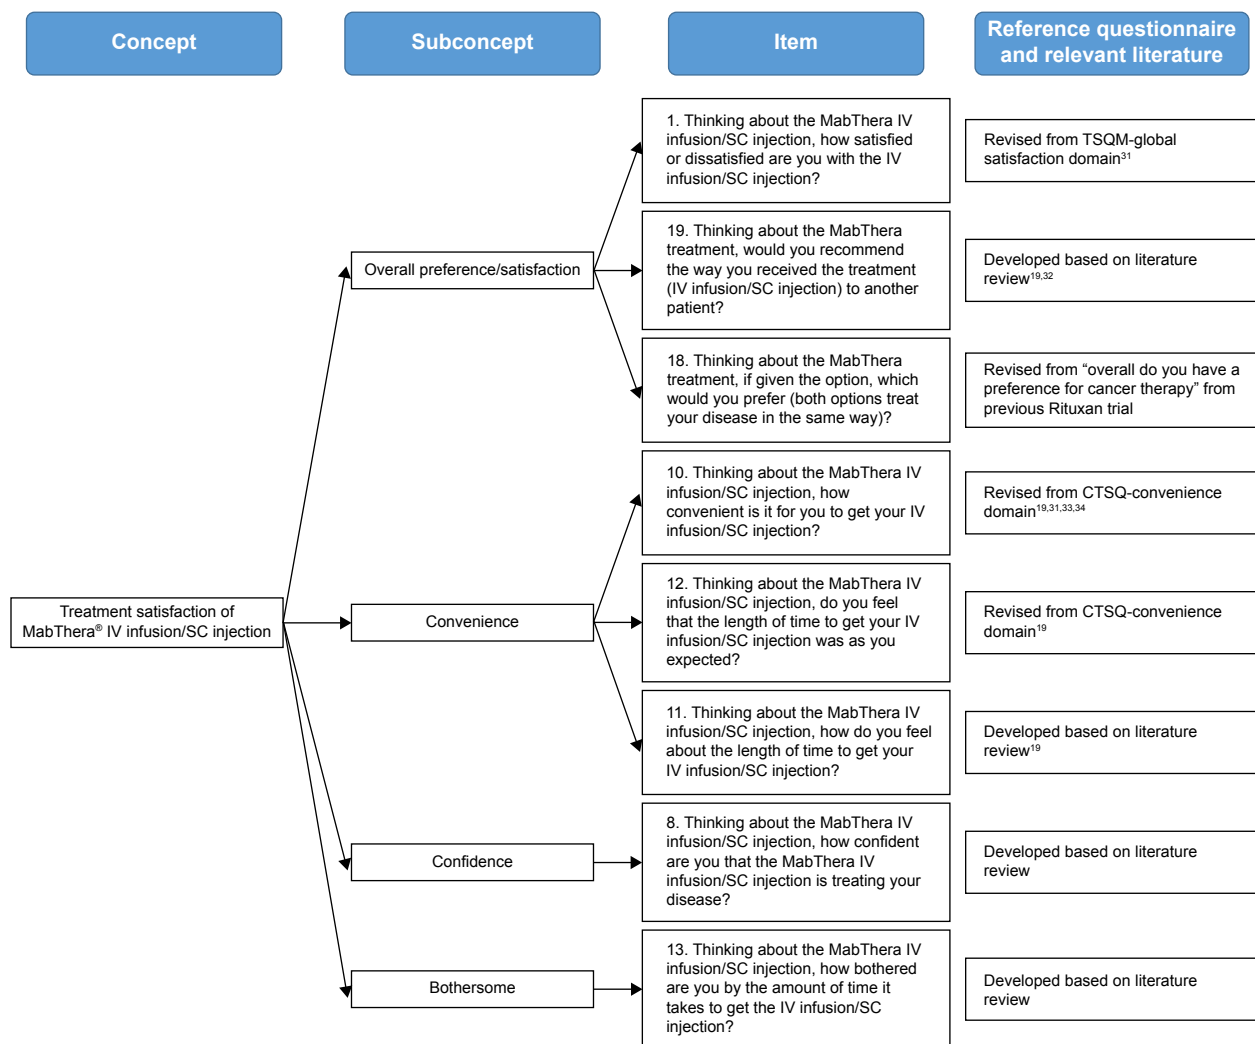 Concept
Subconcept
Item
Reference questionnaire
and relevant literature
Treatment satisfaction of
MabThera® IV infusion/SC injection
Overall preference/satisfaction
1. Thinking about the MabThera IV
infusion/SC injection, how satisfied
or dissatisfied are you with the IV
infusion/SC injection?
Revised from TSQM-global
satisfaction domain³¹
19. Thinking about the MabThera
treatment, would you recommend
the way you received the treatment
(IV infusion/SC injection) to another
patient?
Developed based on literature
review¹⁹,³²
18. Thinking about the MabThera
treatment, if given the option, which
would you prefer (both options treat
your disease in the same way)?
Revised from “overall do you have a
preference for cancer therapy” from
previous Rituxan trial
Convenience
10. Thinking about the MabThera IV
infusion/SC injection, how
convenient is it for you to get your IV
infusion/SC injection?
Revised from CTSQ-convenience
domain¹⁹,³¹,³³,³⁴
12. Thinking about the MabThera IV
infusion/SC injection, do you feel
that the length of time to get your IV
infusion/SC injection was as you
expected?
Revised from CTSQ-convenience
domain¹⁹
11. Thinking about the MabThera IV
infusion/SC injection, how do you feel
about the length of time to get your
IV infusion/SC injection?
Developed based on literature
review¹⁹
Confidence
8. Thinking about the MabThera IV
infusion/SC injection, how confident
are you that the MabThera IV
infusion/SC injection is treating your
disease?
Developed based on literature
review
Bothersome
13. Thinking about the MabThera IV
infusion/SC injection, how bothered
are you by the amount of time it
takes to get the IV infusion/SC
injection?
Developed based on literature
review